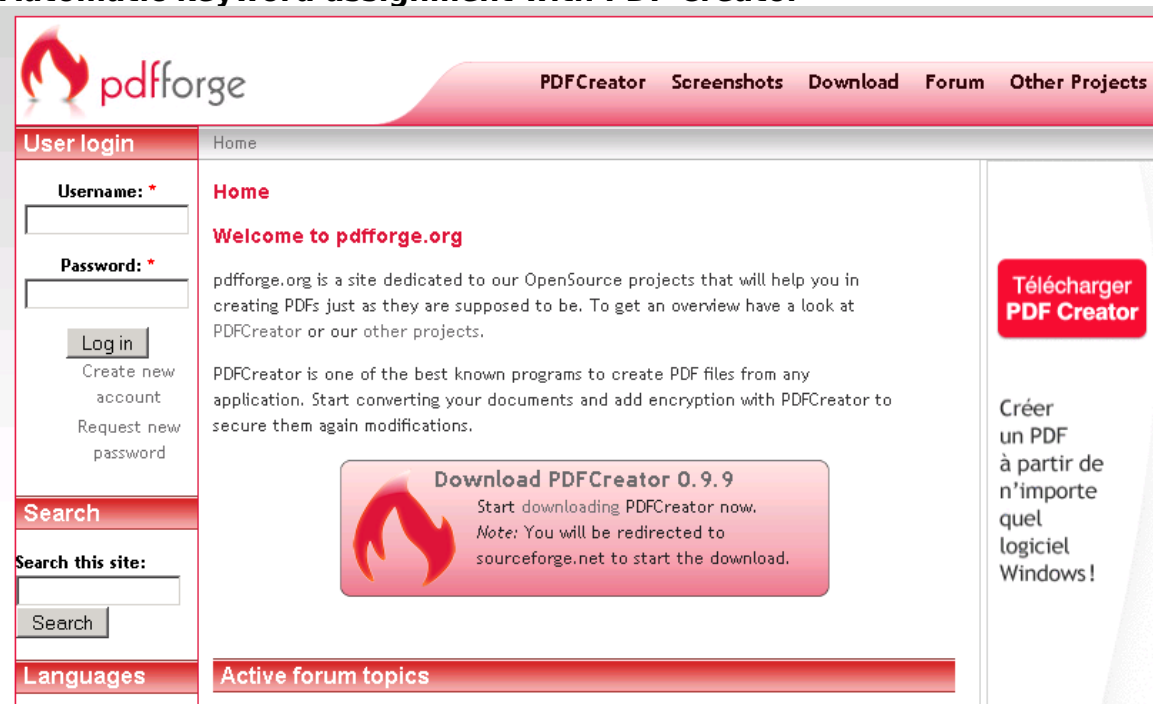 Automatic keyword assignment with PDF Creator
pdfforge
PDFCreator Screenshots Download Forum Other Projects
User login
Home
Username: *
Password: *
Log in
Create new
account
Request new
password
Search
Search this site:
Search
Languages
Home
Welcome to pdfforge.org
pdfforge.org is a site dedicated to our OpenSource projects that will help you in
creating PDFs just as they are supposed to be. To get an overview have a look at
PDFCreator or our other projects.
PDFCreator is one of the best known programs to create PDF files from any
application. Start converting your documents and add encryption with PDFCreator to
secure them again modifications.
Download PDFCreator 0.9.9
Start downloading PDFCreator now.
Note: You will be redirected to
sourceforge.net to start the download.
Active forum topics
Télécharger
PDF Creator
Créer
un PDF
à partir de
n'importe
quel
logiciel
Windows!